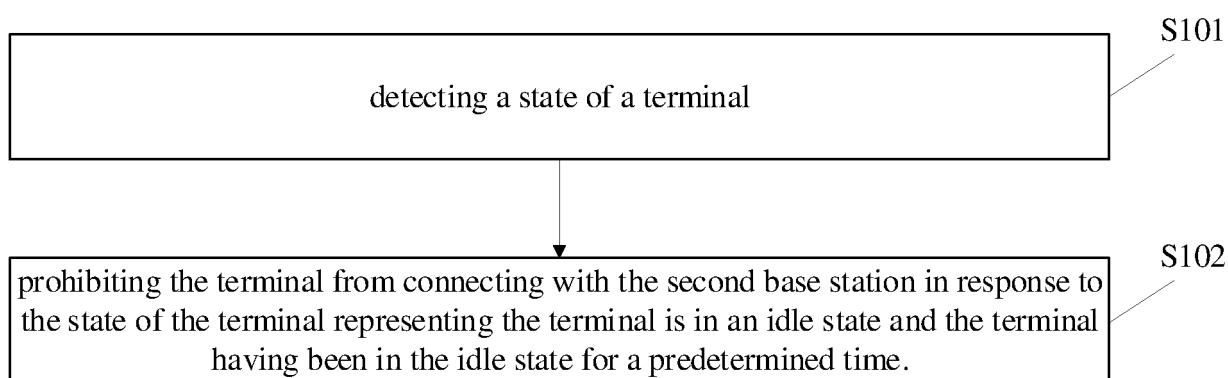 S101
detecting a state of a terminal
S102
prohibiting the terminal from connecting with the second base station in response to
the state of the terminal representing the terminal is in an idle state and the terminal
having been in the idle state for a predetermined time.